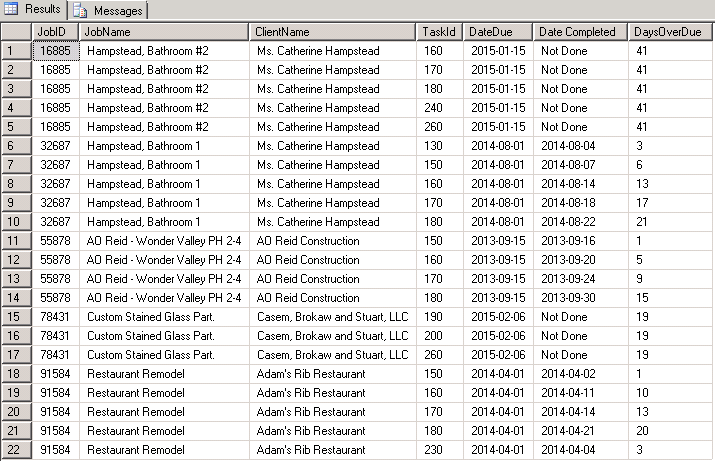 Results Messages
JobID JobName ClientName TaskId DateDue Date Completed DaysOverDue
1 16885 Hampstead, Bathroom #2 Ms. Catherine Hampstead 160 2015-01-15 Not Done 41
2 16885 Hampstead, Bathroom #2 Ms. Catherine Hampstead 170 2015-01-15 Not Done 41
3 16885 Hampstead, Bathroom #2 Ms. Catherine Hampstead 180 2015-01-15 Not Done 41
4 16885 Hampstead, Bathroom #2 Ms. Catherine Hampstead 240 2015-01-15 Not Done 41
5 16885 Hampstead, Bathroom #2 Ms. Catherine Hampstead 260 2015-01-15 Not Done 41
6 32687 Hampstead, Bathroom 1 Ms. Catherine Hampstead 130 2014-08-01 2014-08-04 3
7 32687 Hampstead, Bathroom 1 Ms. Catherine Hampstead 150 2014-08-01 2014-08-07 6
8 32687 Hampstead, Bathroom 1 Ms. Catherine Hampstead 160 2014-08-01 2014-08-14 13
9 32687 Hampstead, Bathroom 1 Ms. Catherine Hampstead 170 2014-08-01 2014-08-18 17
10 32687 Hampstead, Bathroom 1 Ms. Catherine Hampstead 180 2014-08-01 2014-08-22 21
11 55878 AO Reid - Wonder Valley PH 2-4 AO Reid Construction 150 2013-09-15 2013-09-16 1
12 55878 AO Reid - Wonder Valley PH 2-4 AO Reid Construction 160 2013-09-15 2013-09-20 5
13 55878 AO Reid - Wonder Valley PH 2-4 AO Reid Construction 170 2013-09-15 2013-09-24 9
14 55878 AO Reid - Wonder Valley PH 2-4 AO Reid Construction 180 2013-09-15 2013-09-30 15
15 78431 Custom Stained Glass Part. Casem, Brokaw and Stuart, LLC 190 2015-02-06 Not Done 19
16 78431 Custom Stained Glass Part. Casem, Brokaw and Stuart, LLC 200 2015-02-06 Not Done 19
17 78431 Custom Stained Glass Part. Casem, Brokaw and Stuart, LLC 260 2015-02-06 Not Done 19
18 91584 Restaurant Remodel Adam's Rib Restaurant 150 2014-04-01 2014-04-02 1
19 91584 Restaurant Remodel Adam's Rib Restaurant 160 2014-04-01 2014-04-11 10
20 91584 Restaurant Remodel Adam's Rib Restaurant 170 2014-04-01 2014-04-14 13
21 91584 Restaurant Remodel Adam's Rib Restaurant 180 2014-04-01 2014-04-21 20
22 91584 Restaurant Remodel Adam's Rib Restaurant 230 2014-04-01 2014-04-04 3